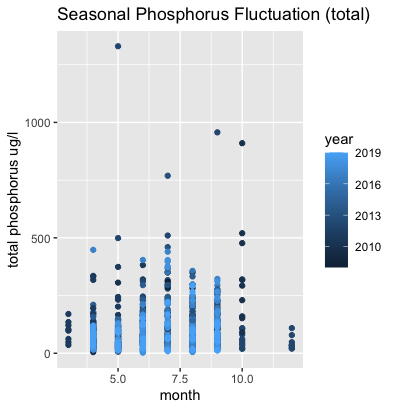 Seasonal Phosphorus Fluctuation (total)
total phosphorus ug/l
1000
500
0
5.0 7.5 10.0
month
year
2019
2016
2013
2010